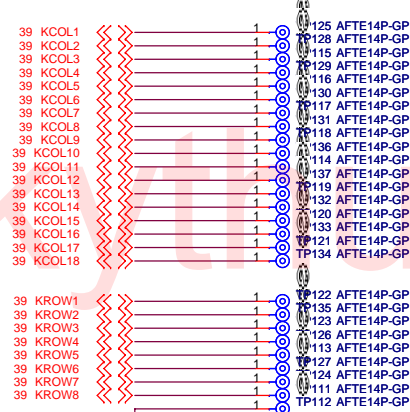 39 KCOL1 1 TP125 AFTE14P-GP
39 KCOL2 1 TP128 AFTE14P-GP
39 KCOL3 1 TP115 AFTE14P-GP
39 KCOL4 1 TP129 AFTE14P-GP
39 KCOL5 1 TP116 AFTE14P-GP
39 KCOL6 1 TP130 AFTE14P-GP
39 KCOL7 1 TP117 AFTE14P-GP
39 KCOL8 1 TP131 AFTE14P-GP
39 KCOL9 1 TP118 AFTE14P-GP
39 KCOL10 1 TP136 AFTE14P-GP
39 KCOL11 1 TP114 AFTE14P-GP
39 KCOL12 1 TP137 AFTE14P-GP
39 KCOL13 1 TP119 AFTE14P-GP
39 KCOL14 1 TP132 AFTE14P-GP
39 KCOL15 1 TP120 AFTE14P-GP
39 KCOL16 1 TP133 AFTE14P-GP
39 KCOL17 1 TP121 AFTE14P-GP
39 KCOL18 1 TP134 AFTE14P-GP
39 KROW1 1 TP122 AFTE14P-GP
39 KROW2 1 TP135 AFTE14P-GP
39 KROW3 1 TP123 AFTE14P-GP
39 KROW4 1 TP126 AFTE14P-GP
39 KROW5 1 TP113 AFTE14P-GP
39 KROW6 1 TP127 AFTE14P-GP
39 KROW7 1 TP124 AFTE14P-GP
39 KROW8 1 TP111 AFTE14P-GP
1 TP112 AFTE14P-GP